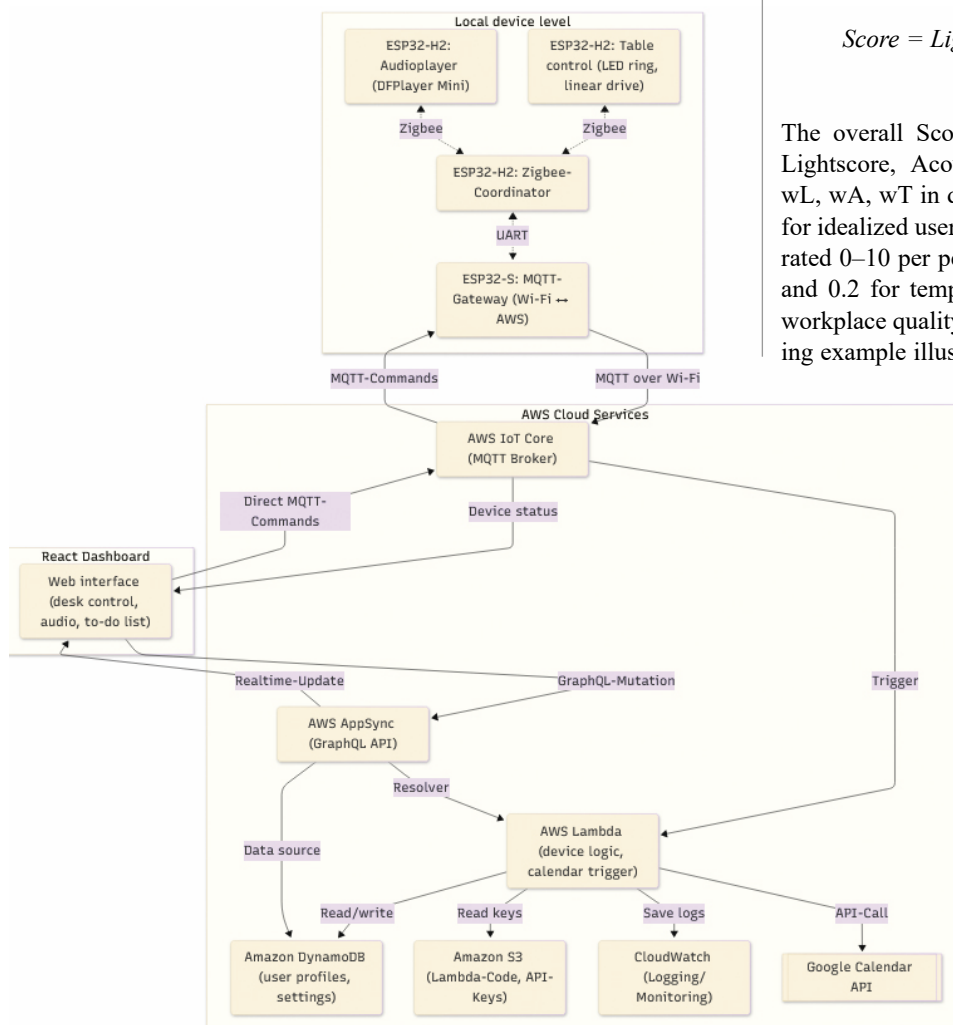 Local device level
ESP32-H2:
Audioplayer
(DFPlayer Mini)
ESP32-H2: Table
control (LED ring,
linear drive)
Zigbee
Zigbee
ESP32-H2: Zigbee-
Coordinator
UART
ESP32-S: MQTT-
Gateway (Wi-Fi ↔
AWS)
MQTT-Commands
MQTT over Wi-Fi
AWS Cloud Services
AWS IoT Core
(MQTT Broker)
Direct MQTT-
Commands
Device status
React Dashboard
Web interface
(desk control,
audio, to-do list)
Realtime-Update
GraphQL-Mutation
Trigger
AWS AppSync
(GraphQL API)
Resolver
AWS Lambda
(device logic,
calendar trigger)
Data source
Read/write
Read keys
Save logs
API-Call
Amazon DynamoDB
(user profiles,
settings)
Amazon S3
(Lambda-Code, API-
Keys)
CloudWatch
(Logging/
Monitoring)
Google Calendar
API
Score =
The overall
Lightscore,
wL, wA, wT in
for idealized user
rated 0–10 per
and 0.2 for
workplace quality
ing example